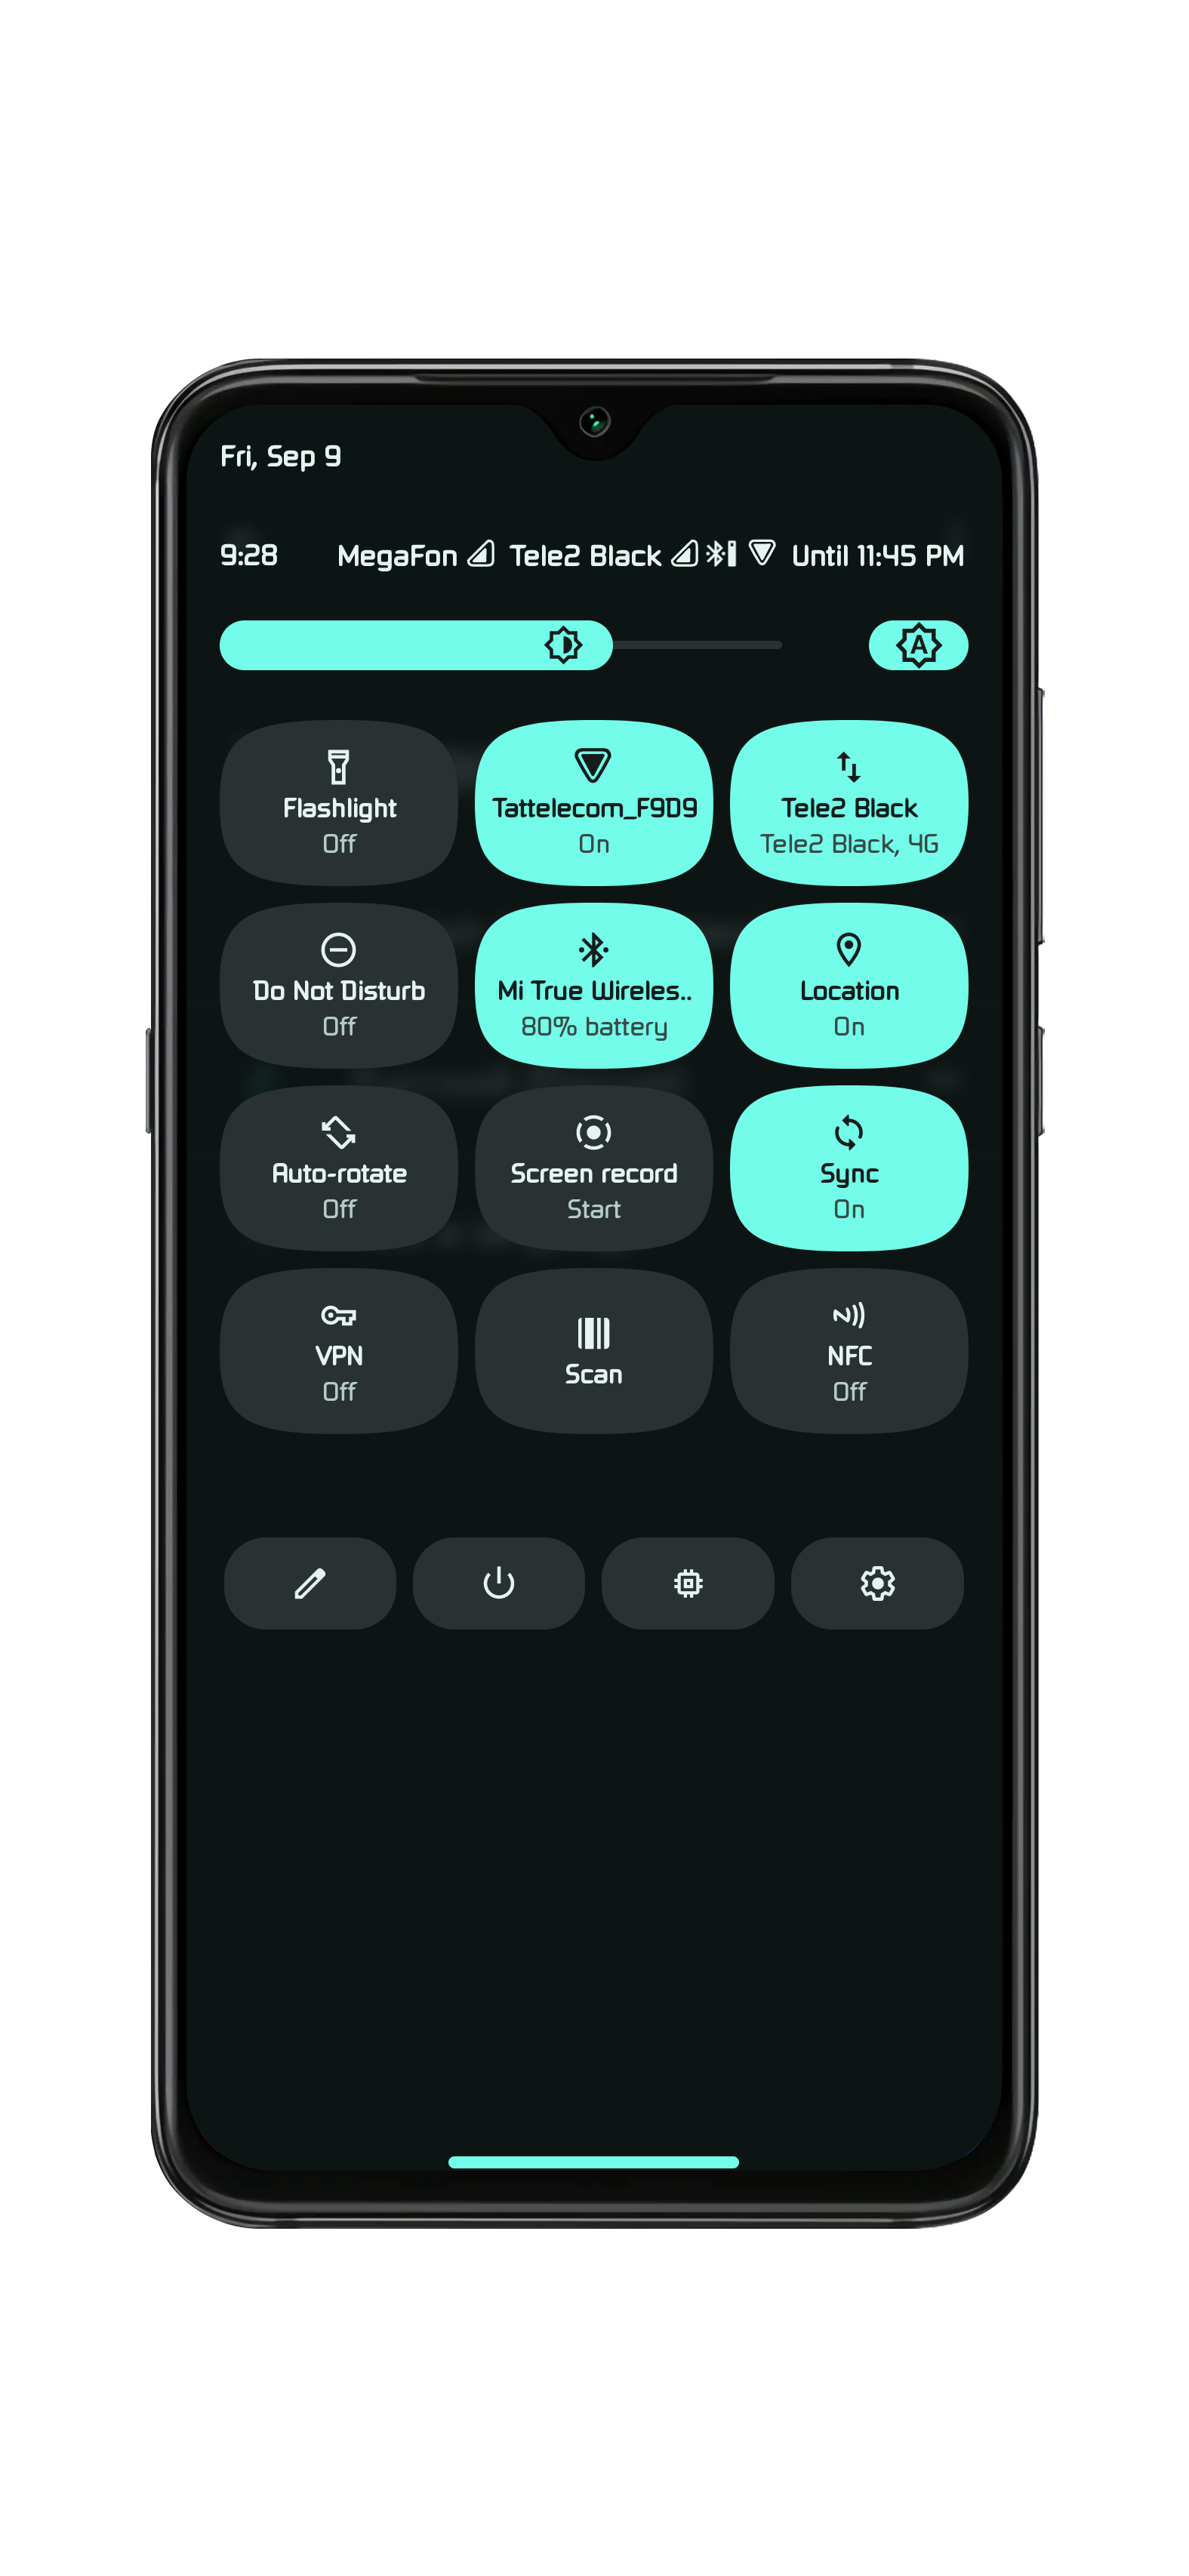 Fri, Sep 9
9:28 MegaFon Tele2 Black Until 11:45 PM
A
Flashlight
Off
Tattelecom_F9D9
On
Tele2 Black
Tele2 Black, 4G
Do Not Disturb
Off
Mi True Wireles..
80% battery
Location
On
Auto-rotate
Off
Screen record
Start
Sync
On
VPN
Off
Scan
NFC
Off